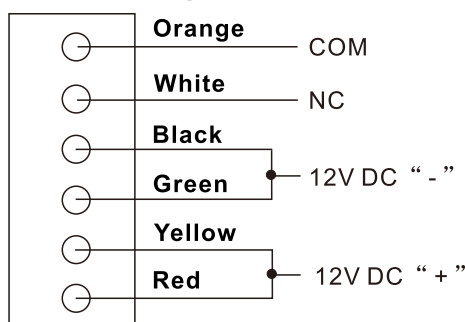 Orange
COM
White
NC
Black
12V DC “ - ”
Green
Yellow
12V DC “ + ”
Red